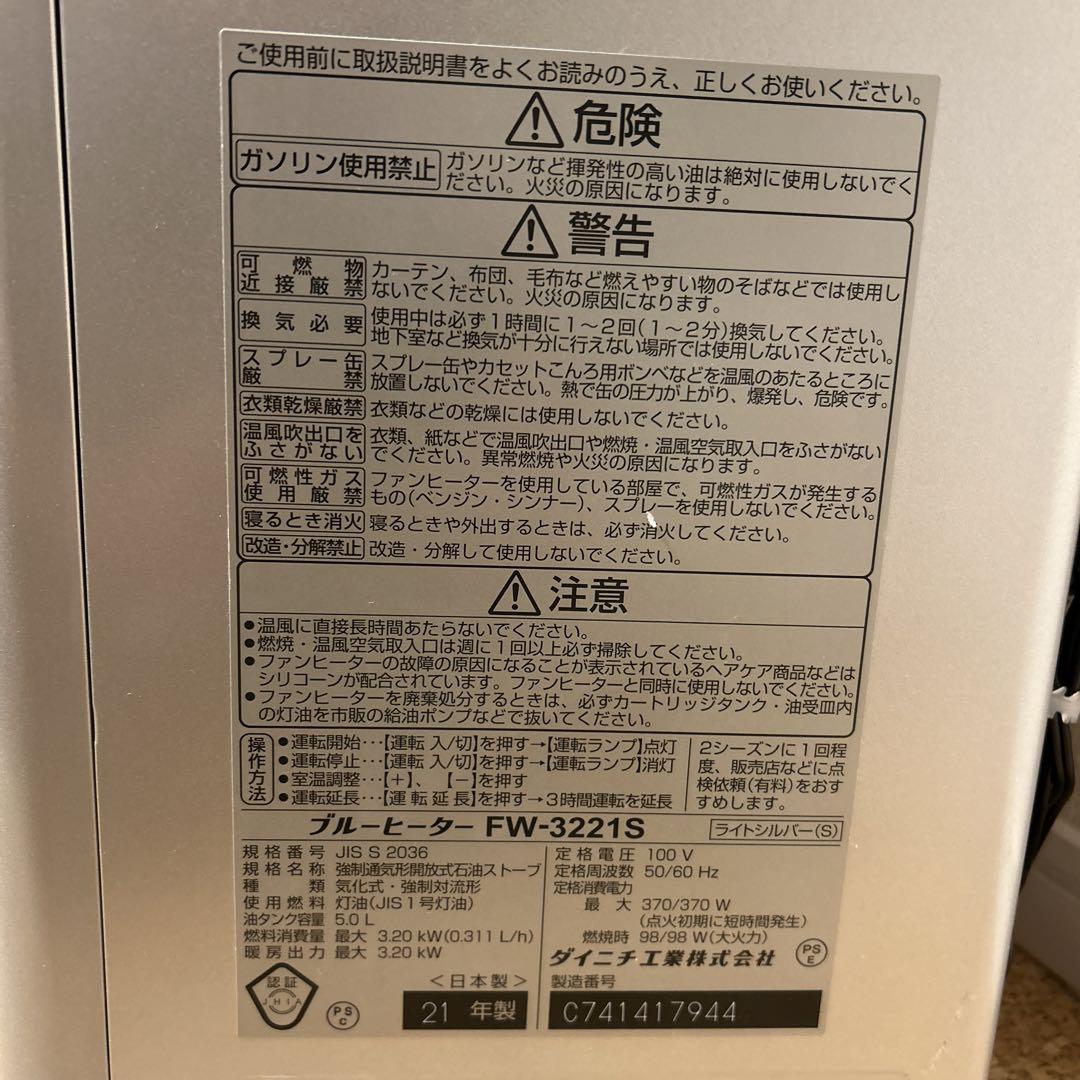 ご使用前に取扱説明書をよくお読みのうえ、正しくお使いください。
危険
ガソリン使用禁止
ガソリンなど揮発性の高い油は絶対に使用しないでく
ださい。火災の原因になります。
警告
可燃物
近接厳禁
カーテン、布団、毛布など燃えやすい物のそばなどでは使用し
ないでください。火災の原因になります。
換気必要
使用中は必ず1時間に1〜2回(1〜2分)換気してください。
地下室など換気が十分に行えない場所では使用しないでください。
スプレー缶
厳禁
スプレー缶やカセットこんろ用ボンベなどを温風のあたるところに
放置しないでください。熱で缶の圧力が上がり、爆発し、危険です。
衣類乾燥厳禁
衣類などの乾燥には使用しないでください。
温風吹出口を
ふさがない
衣類、紙などで温風吹出口や燃焼・温風空気取入口をふさがない
でください。異常燃焼や火災の原因になります。
可燃性ガス
使用厳禁
ファンヒーターを使用している部屋で、可燃性ガスが発生する
もの(ベンジン・シンナー)、スプレーを使用しないでください。
寝るとき消火
寝るときや外出するときは、必ず消火してください。
改造・分解禁止
改造・分解して使用しないでください。
注意
●温風に直接長時間あたらないでください。
●燃焼・温風空気取入口は週に1回以上必ず掃除してください。
●ファンヒーターの故障の原因になることが表示されているヘアケア商品などは
シリコーンが配合されています。ファンヒーターと同時に使用しないでください。
●ファンヒーターを廃棄処分するときは、必ずカートリッジタンク・油受皿内
の灯油を市販の給油ポンプなどで抜いてください。
操作方法
●運転開始…【運転 入/切】を押す→【運転ランプ】点灯
●運転停止…【運転 入/切】を押す→【運転ランプ】消灯
●室温調整…【+】、【−】を押す
●運転延長…【運転延長】を押す→3時間運転を延長
2シーズンに1回程
度、販売店などに点
検依頼(有料)をおす
すめします。
ブルーヒーター FW-3221S
ライトシルバー(S)
規格番号 JIS S 2036
規格名称 強制通気形開放式石油ストーブ
種類 気化式・強制対流形
使用燃料 灯油(JIS1号灯油)
油タンク容量 5.0 L
燃料消費量 最大 3.20 kW(0.311 L/h)
暖房出力 最大 3.20 kW
定格電圧 100 V
定格周波数 50/60 Hz
定格消費電力
最大 370/370 W
(点火初期に短時間発生)
燃焼時 98/98 W(大火力)
ダイニチ工業株式会社
PS
E
認証
JHIA
PS
C
<日本製>
21 年製
製造番号
C741417944